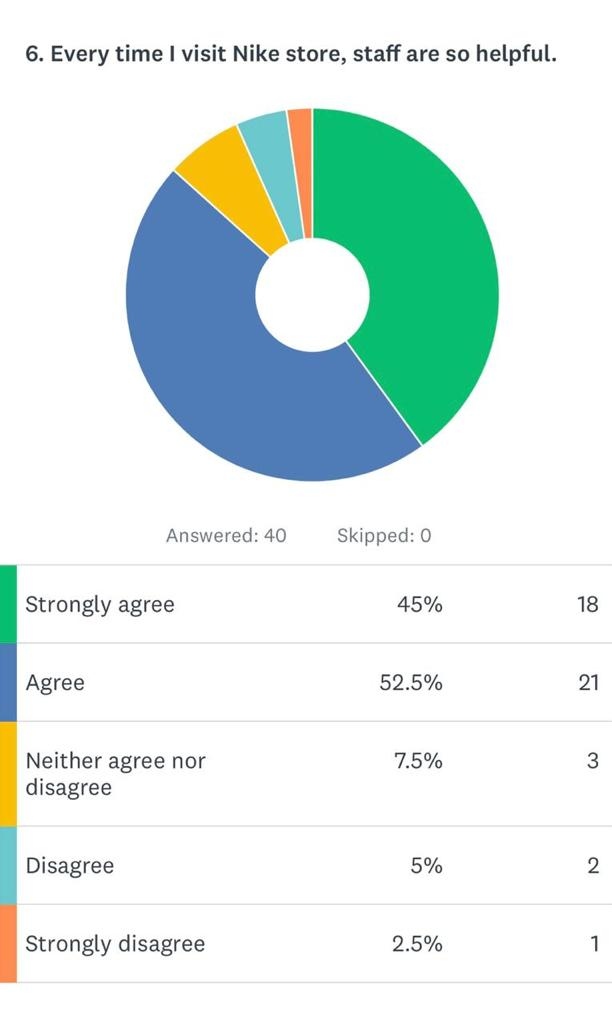 6. Every time I visit Nike store, staff are so helpful.
Answered: 40 Skipped: 0
Strongly agree 45% 18
Agree 52.5% 21
Neither agree nor 7.5% 3
disagree
Disagree 5% 2
Strongly disagree 2.5% 1